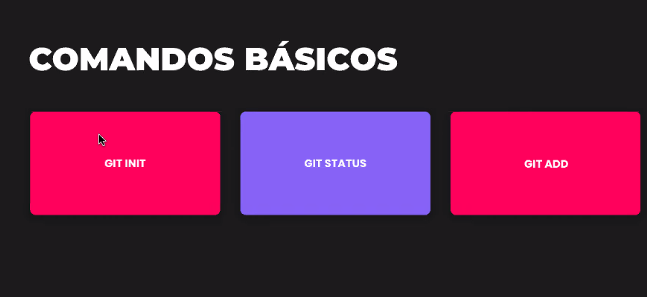 COMANDOS BÁSICOS
GIT INIT
GIT STATUS
GIT ADD